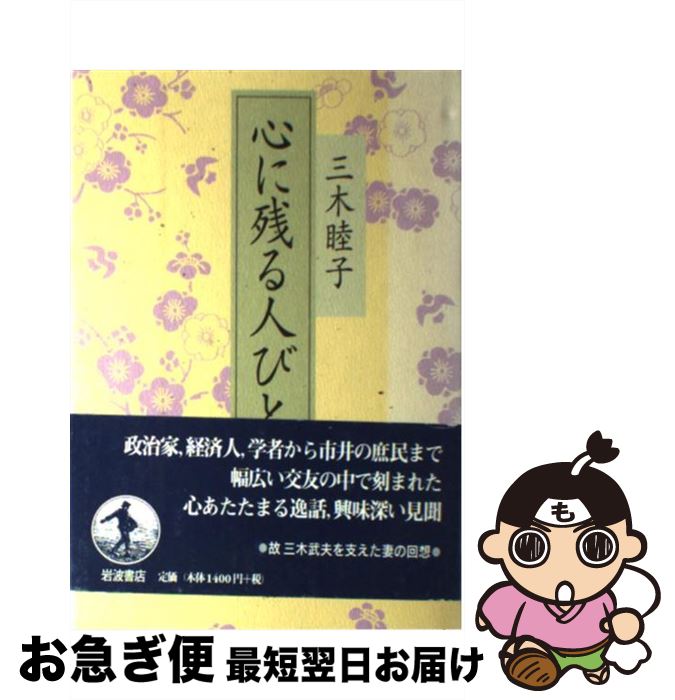 三木睦子
心に残る人びと
政治家,経済人,学者から市井の庶民まで
幅広い交友の中で刻まれた
心あたたまる逸話,興味深い見聞
●故 三木武夫を支えた妻の回想●
岩波書店
定価(本体1400円+税)
も
お急ぎ便 最短翌日お届け